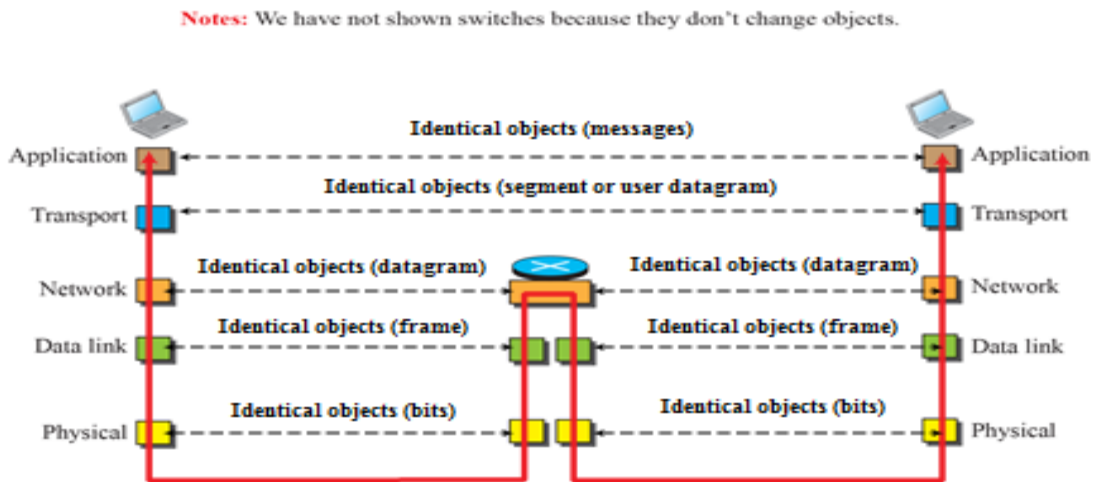 Notes: We have not shown switches because they don't change objects.
Identical objects (messages)
Application
Application
Identical objects (segment or user datagram)
Transport
Transport
Identical objects (datagram)
Identical objects (datagram)
Network
Network
Identical objects (frame)
Identical objects (frame)
Data link
Data link
Identical objects (bits)
Identical objects (bits)
Physical
Physical